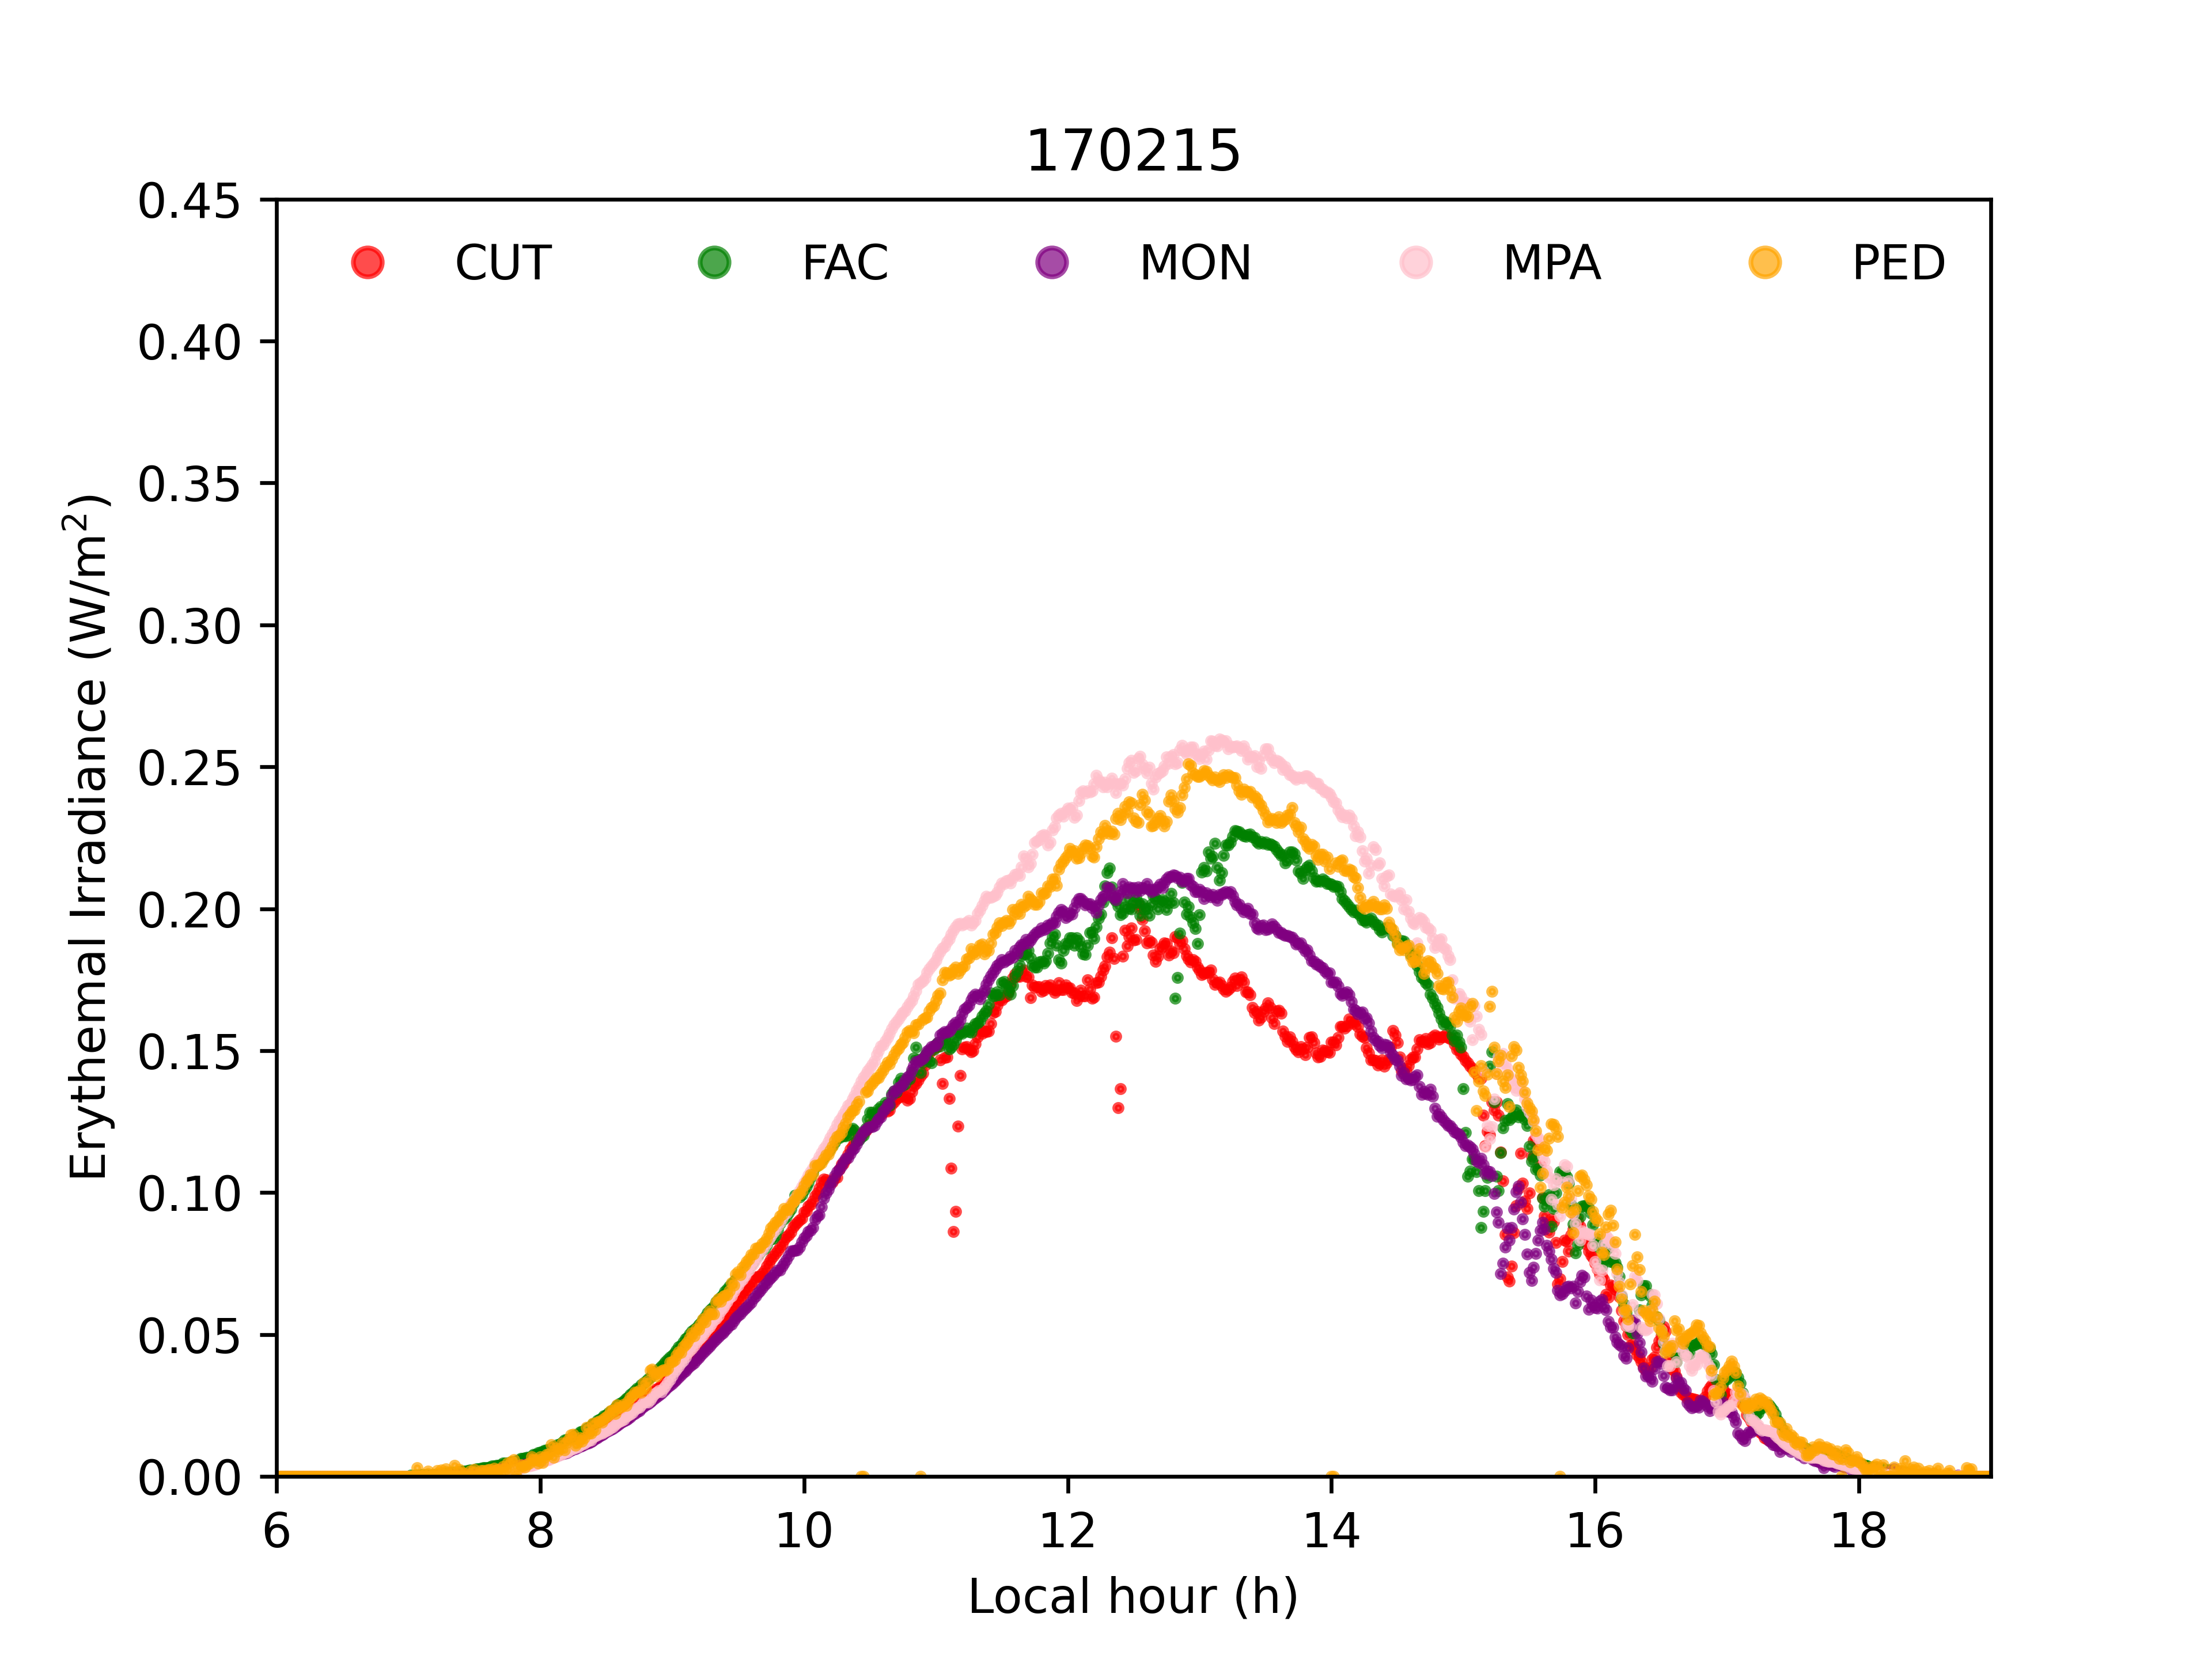 170215
CUT FAC MON MPA PED
0.45
0.40
0.35
0.30
0.25
0.20
0.15
0.10
0.05
0.00
Erythemal Irradiance (W/m²)
6 8 10 12 14 16 18
Local hour (h)